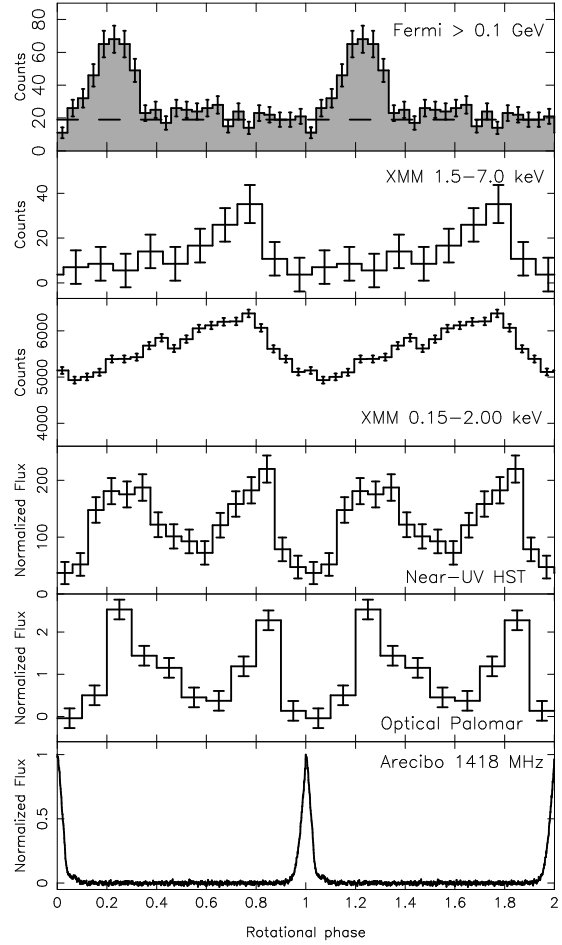 80
60
40
20
0
Counts
Fermi > 0.1 GeV
40
20
0
Counts
XMM 1.5−7.0 keV
6000
5000
4000
Counts
XMM 0.15−2.00 keV
200
100
0
Normalized Flux
Near−UV HST
2
1
0
Normalized Flux
Optical Palomar
1
0.5
0
Normalized Flux
Arecibo 1418 MHz
0 0.2 0.4 0.6 0.8 1 1.2 1.4 1.6 1.8 2
Rotational phase